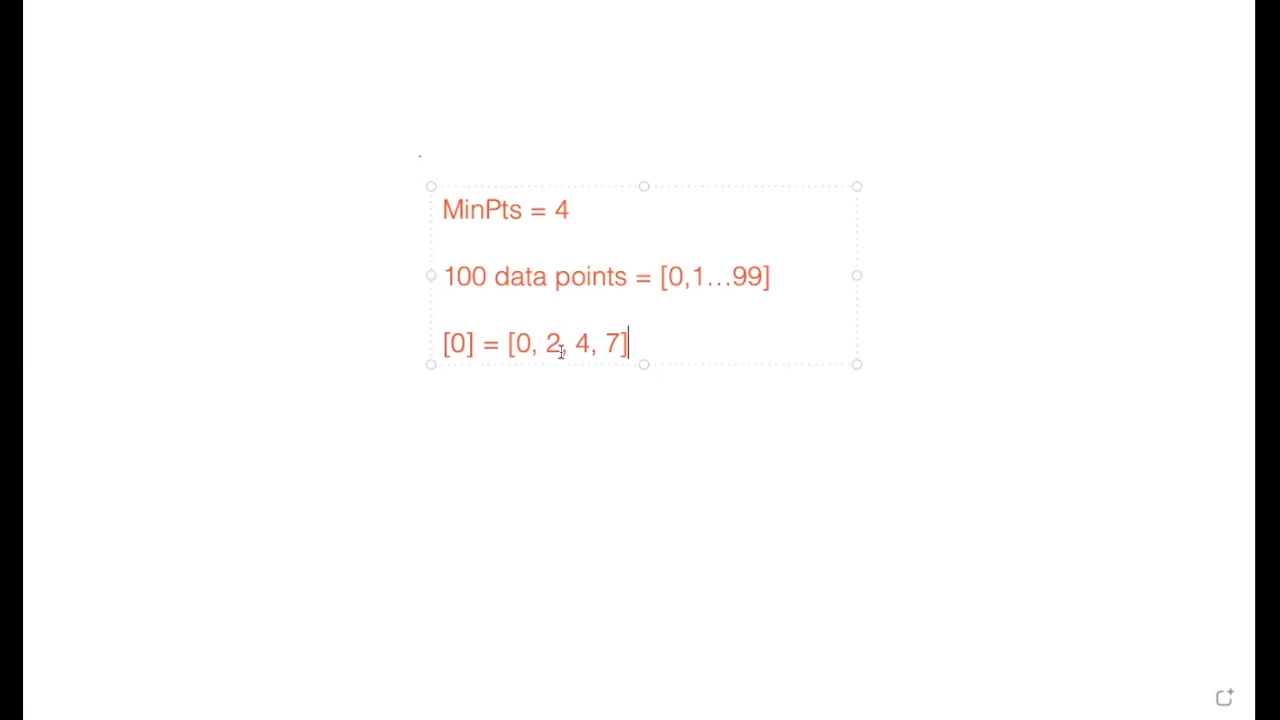 MinPts = 4
100 data points = [0,1...99]
[0] = [0, 2, 4, 7]